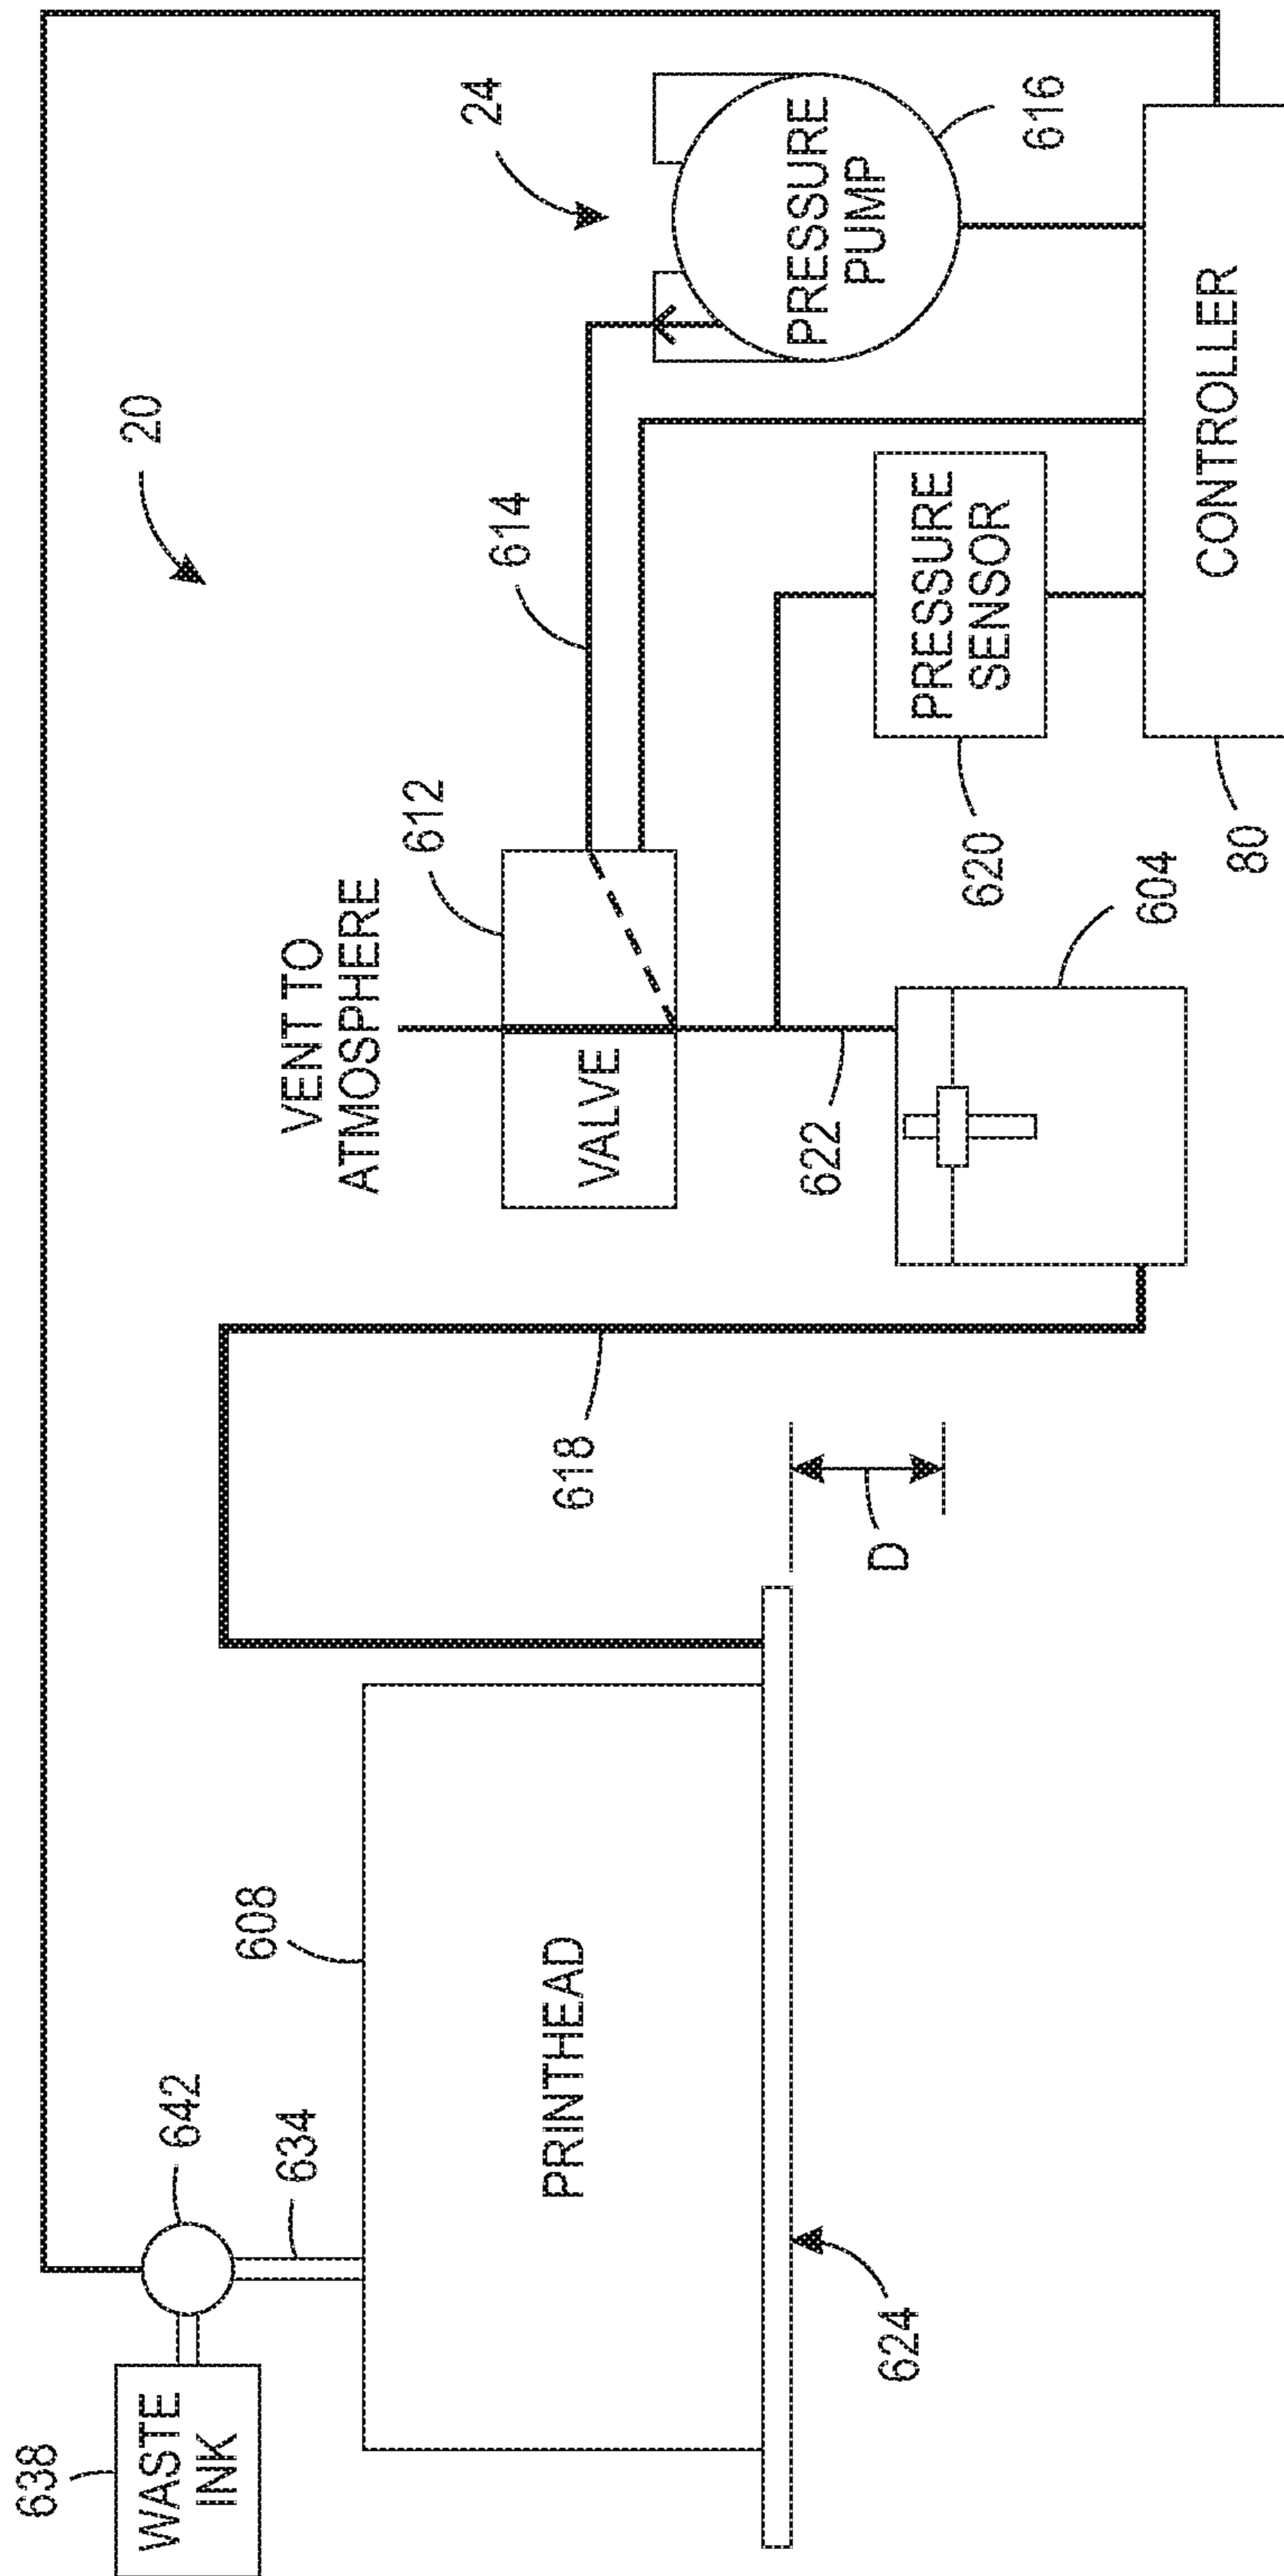 638
WASTE
INK
642
634
608
PRINTHEAD
624
618
D
VENT TO
ATMOSPHERE
612
VALVE
622
604
20
614
24
PRESSURE
PUMP
616
PRESSURE
SENSOR
620
CONTROLLER
80